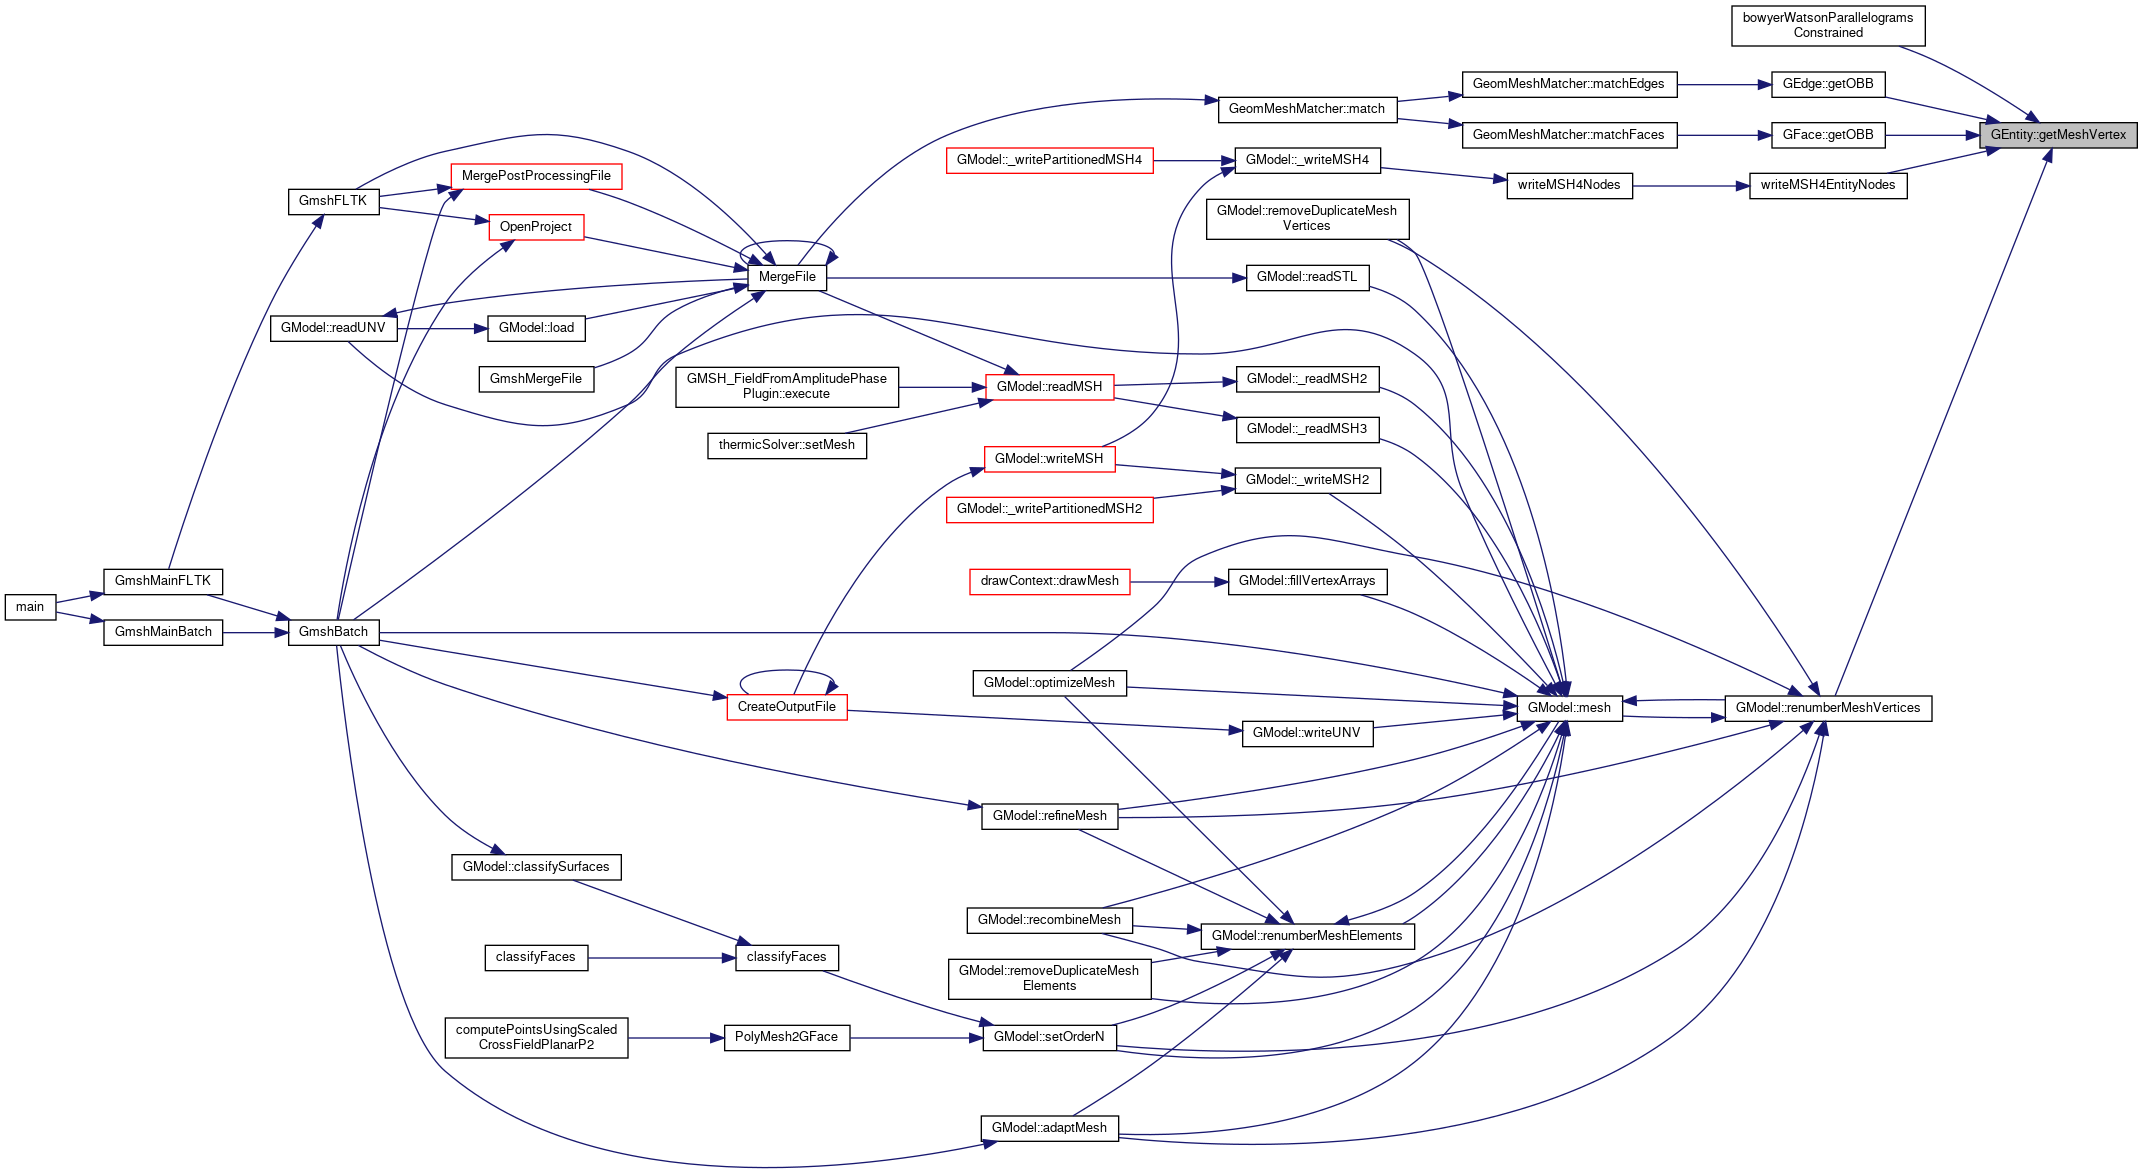 bowyerWatsonParallelograms
Constrained
GeomMeshMatcher::matchEdges
GEdge::getOBB
GeomMeshMatcher::match
GeomMeshMatcher::matchFaces
GFace::getOBB
GEntity::getMeshVertex
GModel::_writePartitionedMSH4
GModel::_writeMSH4
writeMSH4Nodes
writeMSH4EntityNodes
MergePostProcessingFile
GmshFLTK
OpenProject
GModel::removeDuplicateMesh
Vertices
MergeFile
GModel::readSTL
GModel::readUNV
GModel::load
GmshMergeFile
GMSH_FieldFromAmplitudePhase
Plugin::execute
GModel::readMSH
GModel::_readMSH2
thermicSolver::setMesh
GModel::_readMSH3
GModel::writeMSH
GModel::_writeMSH2
GModel::_writePartitionedMSH2
GmshMainFLTK
drawContext::drawMesh
GModel::fillVertexArrays
main
GmshMainBatch
GmshBatch
GModel::optimizeMesh
CreateOutputFile
GModel::mesh
GModel::renumberMeshVertices
GModel::writeUNV
GModel::refineMesh
GModel::classifySurfaces
GModel::recombineMesh
GModel::renumberMeshElements
classifyFaces
classifyFaces
GModel::removeDuplicateMesh
Elements
computePointsUsingScaled
CrossFieldPlanarP2
PolyMesh2GFace
GModel::setOrderN
GModel::adaptMesh